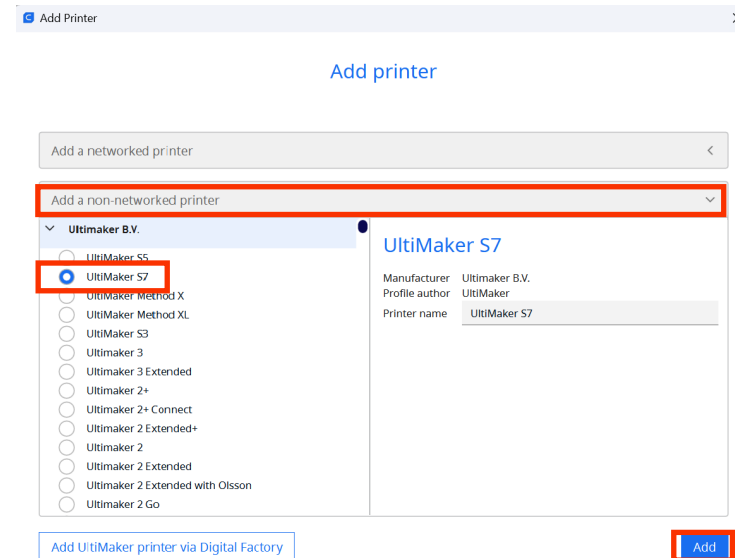 Add Printer
Add printer
Add a networked printer
Add a non-networked printer
Ultimaker B.V.
UltiMaker S5
UltiMaker S7
UltiMaker Method X
UltiMaker Method XL
UltiMaker S3
Ultimaker 3
Ultimaker 3 Extended
Ultimaker 2+
Ultimaker 2+ Connect
Ultimaker 2 Extended+
Ultimaker 2
Ultimaker 2 Extended
Ultimaker 2 Extended with Olsson
Ultimaker 2 Go
UltiMaker S7
Manufacturer Ultimaker B.V.
Profile author UltiMaker
Printer name UltiMaker S7
Add UltiMaker printer via Digital Factory
Add